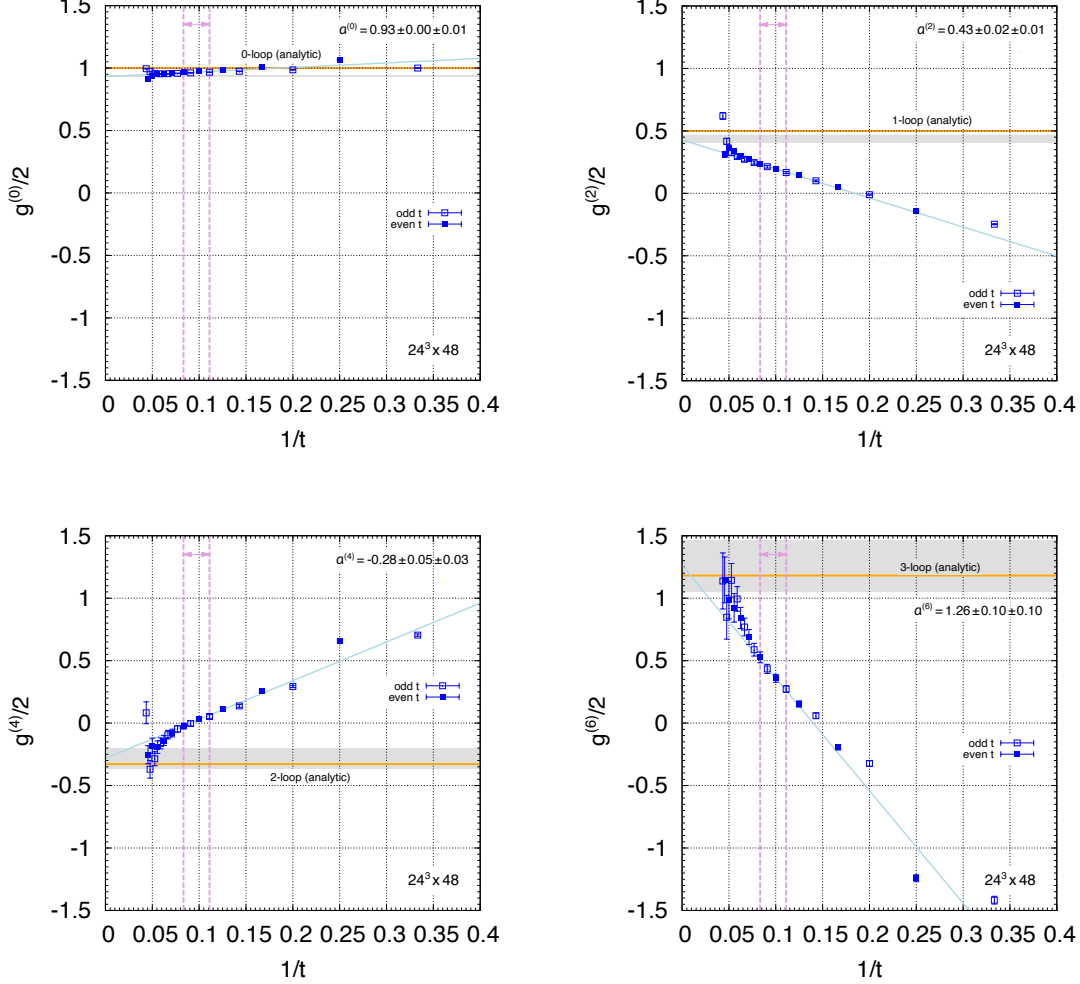 a⁽⁰⁾ = 0.93±0.00±0.01
0-loop (analytic)
odd t
even t
24³ x 48
g⁽⁰⁾/2
1.5
1
0.5
0
-0.5
-1
-1.5
0 0.05 0.1 0.15 0.2 0.25 0.3 0.35 0.4
1/t
a⁽²⁾ = 0.43±0.02±0.01
1-loop (analytic)
odd t
even t
24³ x 48
g⁽²⁾/2
1.5
1
0.5
0
-0.5
-1
-1.5
0 0.05 0.1 0.15 0.2 0.25 0.3 0.35 0.4
1/t
a⁽⁴⁾ = -0.28±0.05±0.03
odd t
even t
2-loop (analytic)
24³ x 48
g⁽⁴⁾/2
1.5
1
0.5
0
-0.5
-1
-1.5
0 0.05 0.1 0.15 0.2 0.25 0.3 0.35 0.4
1/t
3-loop (analytic)
a⁽⁶⁾ = 1.26±0.10±0.10
odd t
even t
24³ x 48
g⁽⁶⁾/2
1.5
1
0.5
0
-0.5
-1
-1.5
0 0.05 0.1 0.15 0.2 0.25 0.3 0.35 0.4
1/t